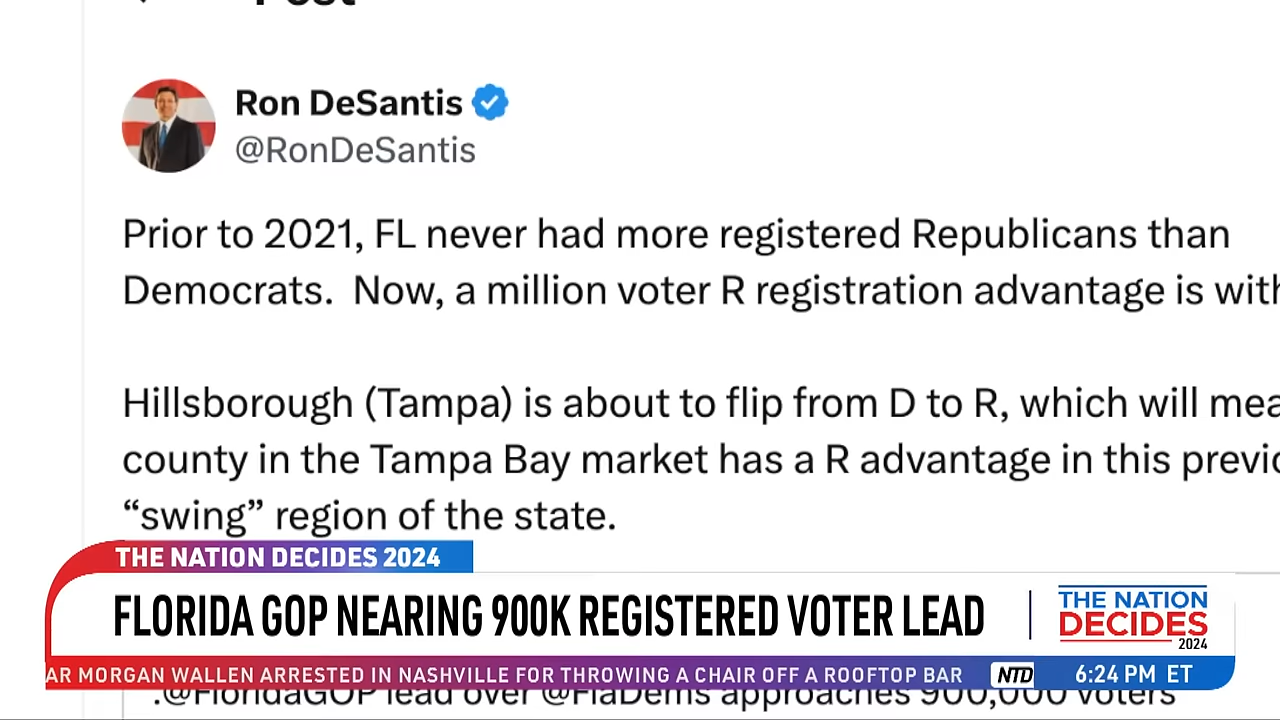 Post
Ron DeSantis
@RonDeSantis
Prior to 2021, FL never had more registered Republicans than
Democrats.  Now, a million voter R registration advantage is
Hillsborough (Tampa) is about to flip from D to R, which will
county in the Tampa Bay market has a R advantage in this
“swing” region of the state.
THE NATION DECIDES 2024
FLORIDA GOP NEARING 900K REGISTERED VOTER LEAD
THE NATION
DECIDES
2024
AR MORGAN WALLEN ARRESTED IN NASHVILLE FOR THROWING A CHAIR OFF A ROOFTOP BAR
NTD
6:24 PM ET
.@FloridaGOP lead over @FlaDems approaches 900,000 voters